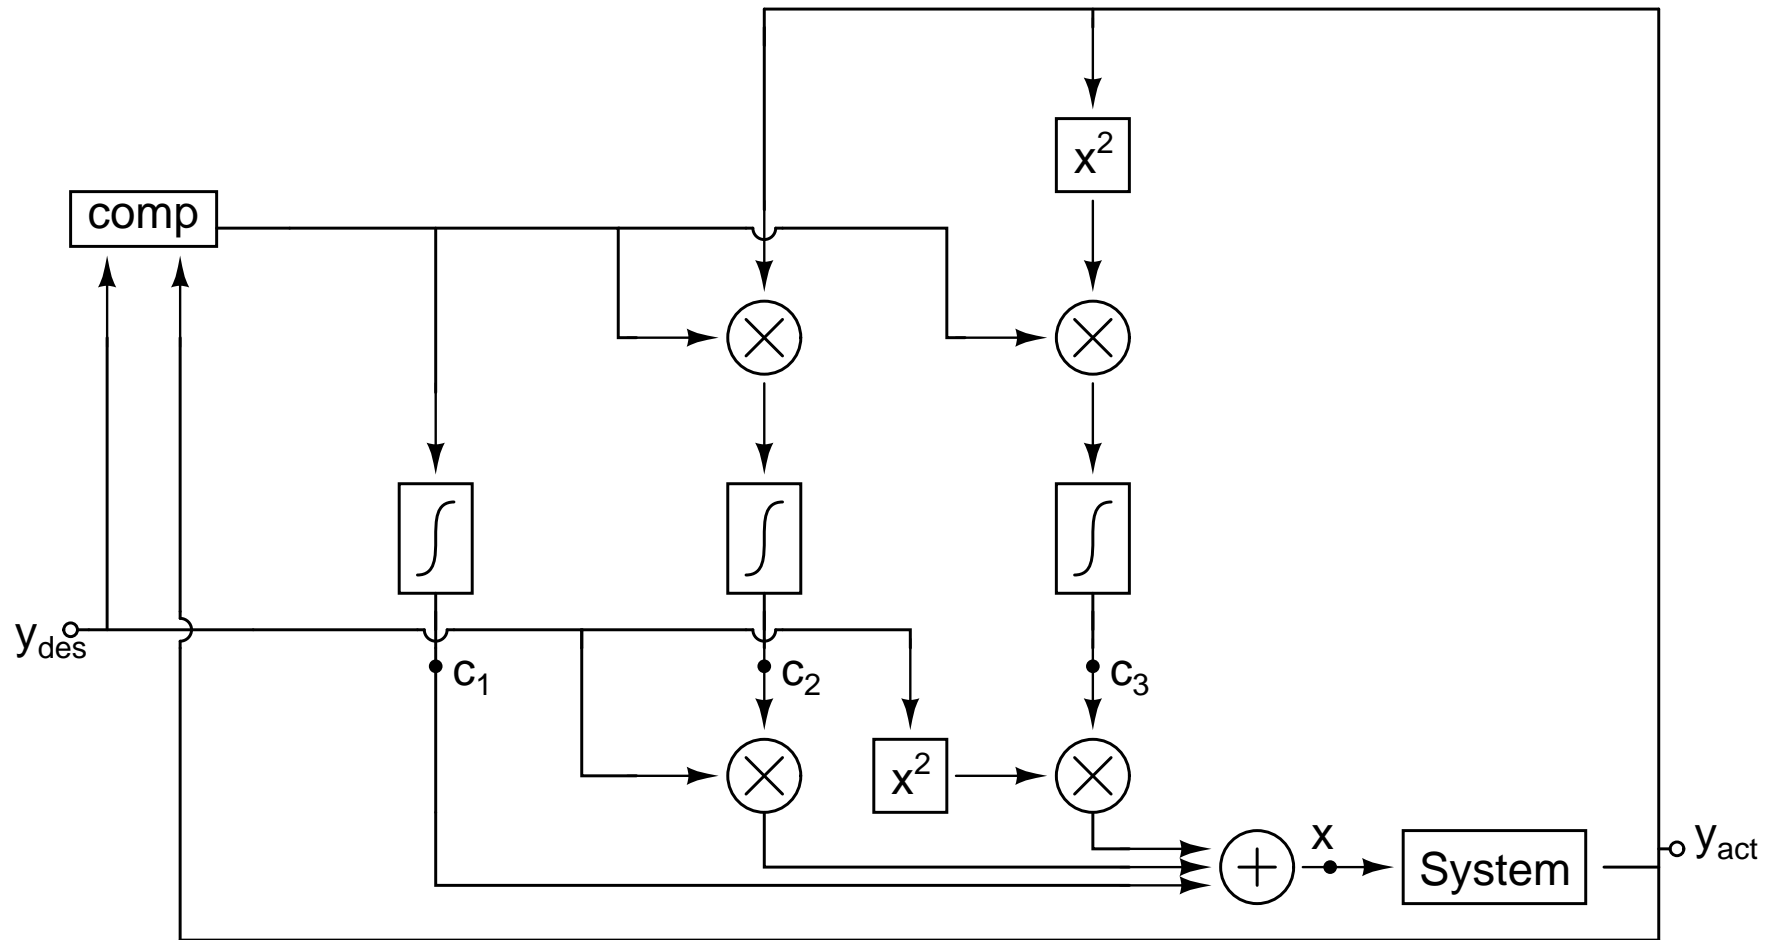 x²
comp
y_des
c₁
c₂
c₃
x²
x
System
y_act